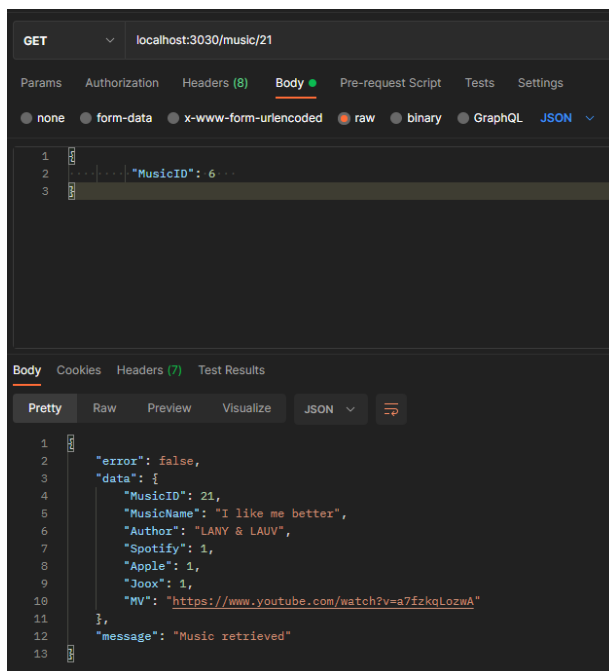 GET localhost:3030/music/21
Params Authorization Headers (8) Body Pre-request Script Tests Settings
none form-data x-www-form-urlencoded raw binary GraphQL JSON
1 {
2 "MusicID": 6
3 }
Body Cookies Headers (7) Test Results
Pretty Raw Preview Visualize JSON
1 {
2 "error": false,
3 "data": {
4 "MusicID": 21,
5 "MusicName": "I like me better",
6 "Author": "LANY & LAUV",
7 "Spotify": 1,
8 "Apple": 1,
9 "Joox": 1,
10 "MV": "https://www.youtube.com/watch?v=a7fzkqLozwA"
11 },
12 "message": "Music retrieved"
13 }